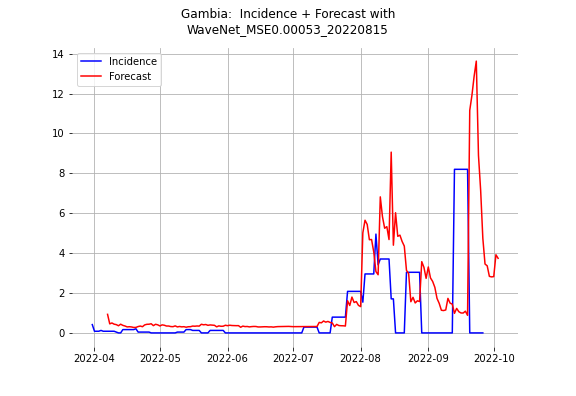 Gambia:  Incidence + Forecast with
WaveNet_MSE0.00053_20220815
Incidence
Forecast
14
12
10
8
6
4
2
0
2022-04 2022-05 2022-06 2022-07 2022-08 2022-09 2022-10